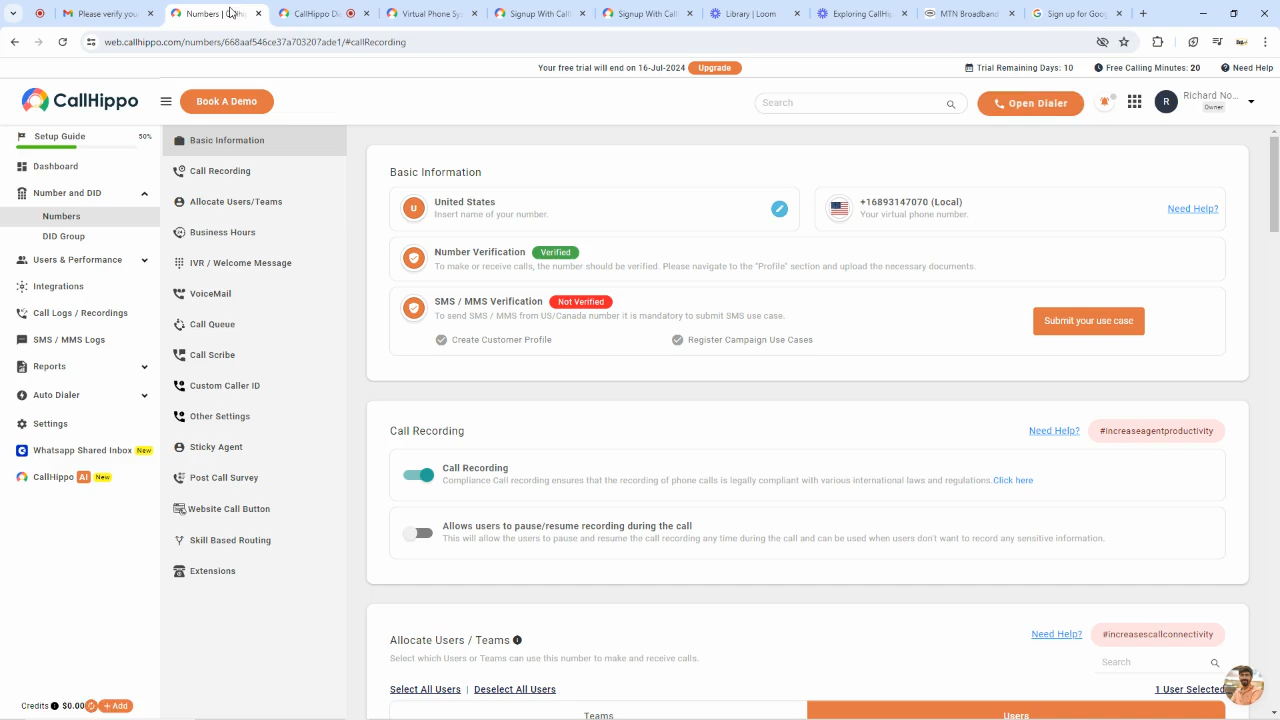 Please verify you
Numbers | Callhip
CallHippo Dia
Virtual Phone Sy
Signup With Call
Signup With Call
Library | Loom
Exploring CallHi
MTN Broadband
Sign up for Goo
web.callhippo.com/numbers/668aaf546ce37a703207ade1/#callRecording
Your free trial will end on 16-Jul-2024 Upgrade
Trial Remaining Days: 10
Free Calling Minutes: 20
Need Help
CallHippo
Book A Demo
Search
Open Dialer
R
Richard No...
Owner
Setup Guide 50%
Dashboard
Number and DID
Numbers
DID Group
Users & Performance
Integrations
Call Logs / Recordings
SMS / MMS Logs
Reports
Auto Dialer
Settings
Whatsapp Shared Inbox New
CallHippo AI New
Credits $0.00 + Add
Basic Information
Call Recording
Allocate Users/Teams
Business Hours
IVR / Welcome Message
VoiceMail
Call Queue
Call Scribe
Custom Caller ID
Other Settings
Sticky Agent
Post Call Survey
Website Call Button
Skill Based Routing
Extensions
Basic Information
U
United States
Insert name of your number.
+16893147070 (Local)
Your virtual phone number.
Need Help?
Number Verification Verified
To make or receive calls, the number should be verified. Please navigate to the "Profile" section and upload the necessary documents.
SMS / MMS Verification Not Verified
To send SMS / MMS from US/Canada number it is mandatory to submit SMS use case.
Create Customer Profile
Register Campaign Use Cases
Submit your use case
Call Recording
Need Help?
#increaseagentproductivity
Call Recording
Compliance Call recording ensures that the recording of phone calls is legally compliant with various international laws and regulations.Click here
Allows users to pause/resume recording during the call
This will allow the users to pause and resume the call recording any time during the call and can be used when users don't want to record any sensitive information.
Allocate Users / Teams
Need Help?
#increasescallconnectivity
Select which Users or Teams can use this number to make and receive calls.
Search
Select All Users | Deselect All Users
1 User Selected
Teams
Users